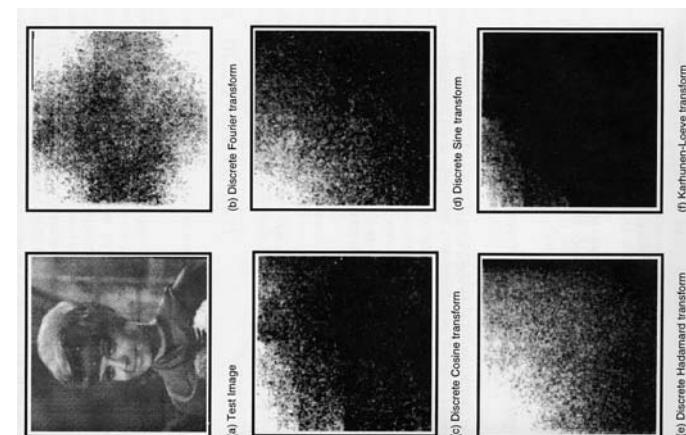 (a) Test Image
(b) Discrete Fourier transform
(c) Discrete Cosine transform
(d) Discrete Sine transform
(e) Discrete Hadamard transform
(f) Karhunen-Loeve transform